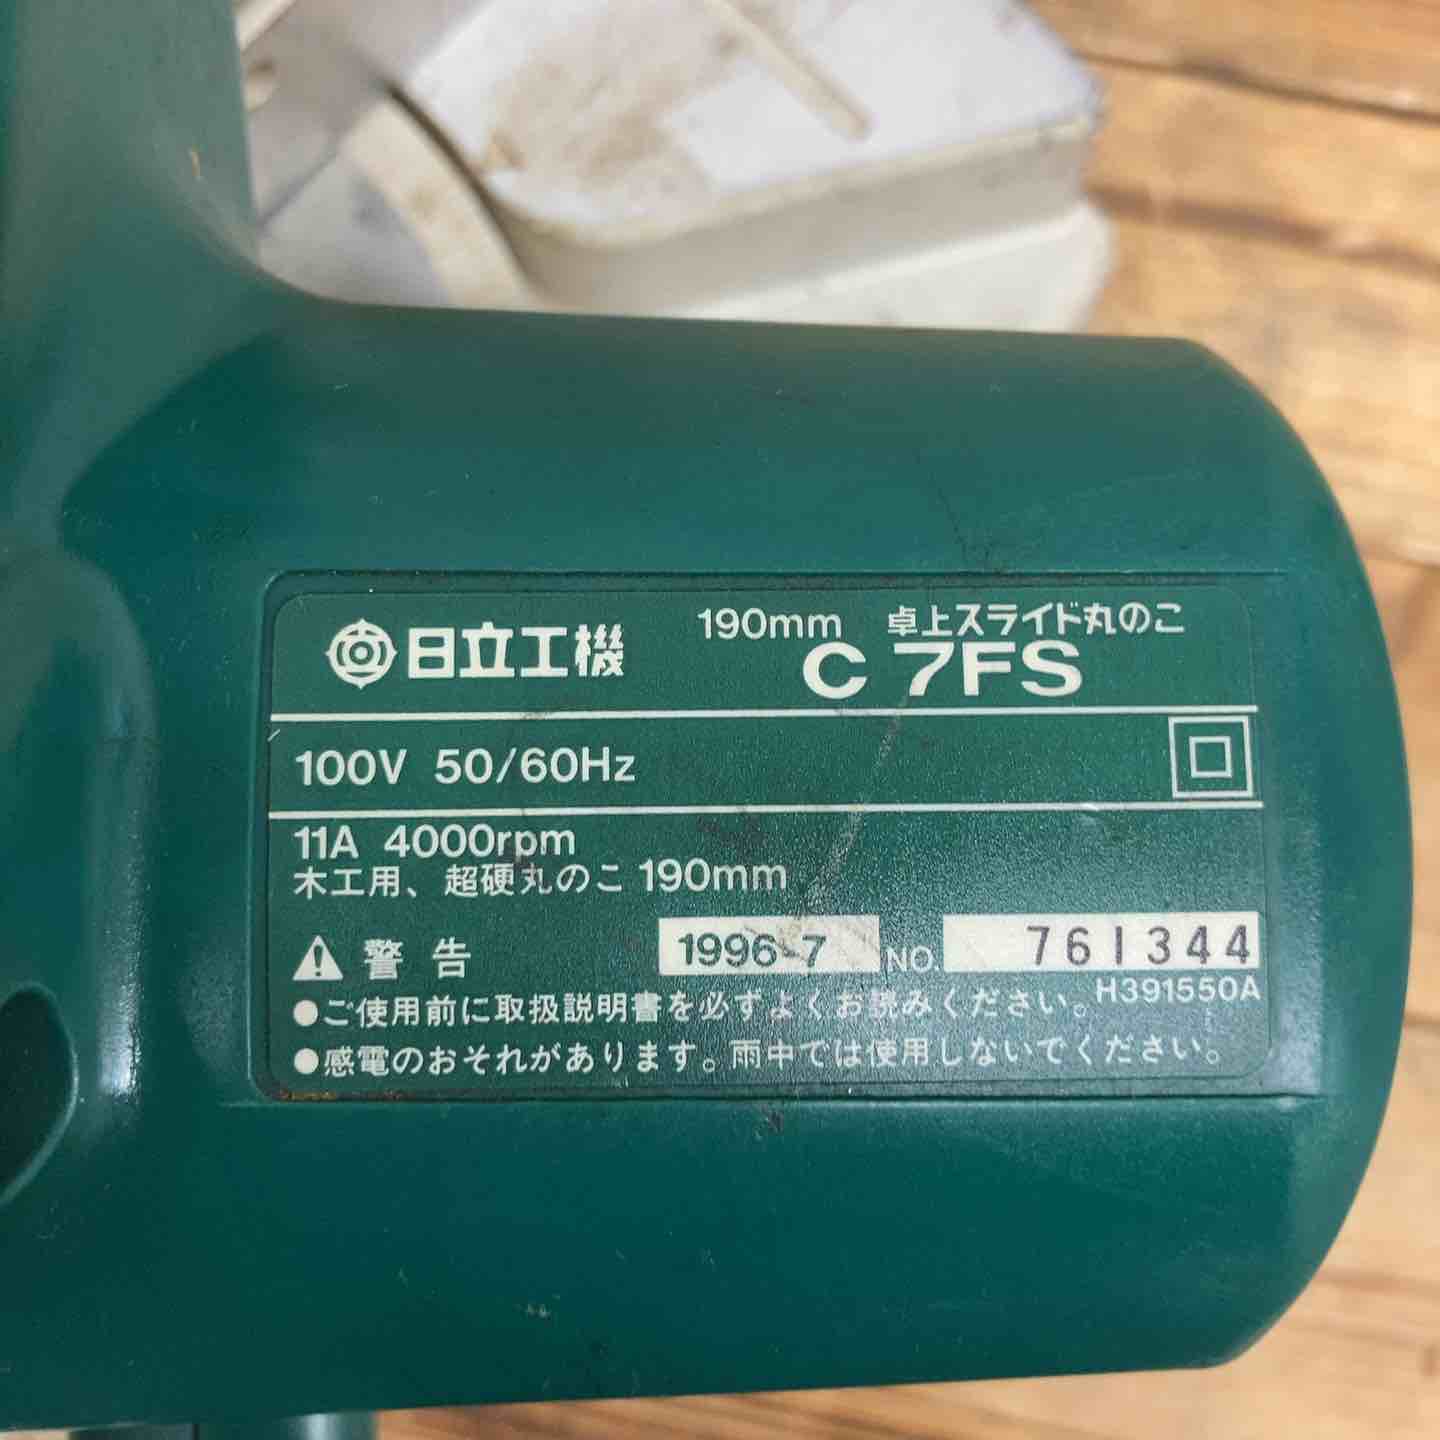 日立工機 190mm 卓上スライド丸のこ
C 7FS
100V 50/60Hz
11A 4000rpm
木工用、超硬丸のこ 190mm
警告 1996-7 NO. 761344
H391550A
●ご使用前に取扱説明書を必ずよくお読みください。
●感電のおそれがあります。雨中では使用しないでください。